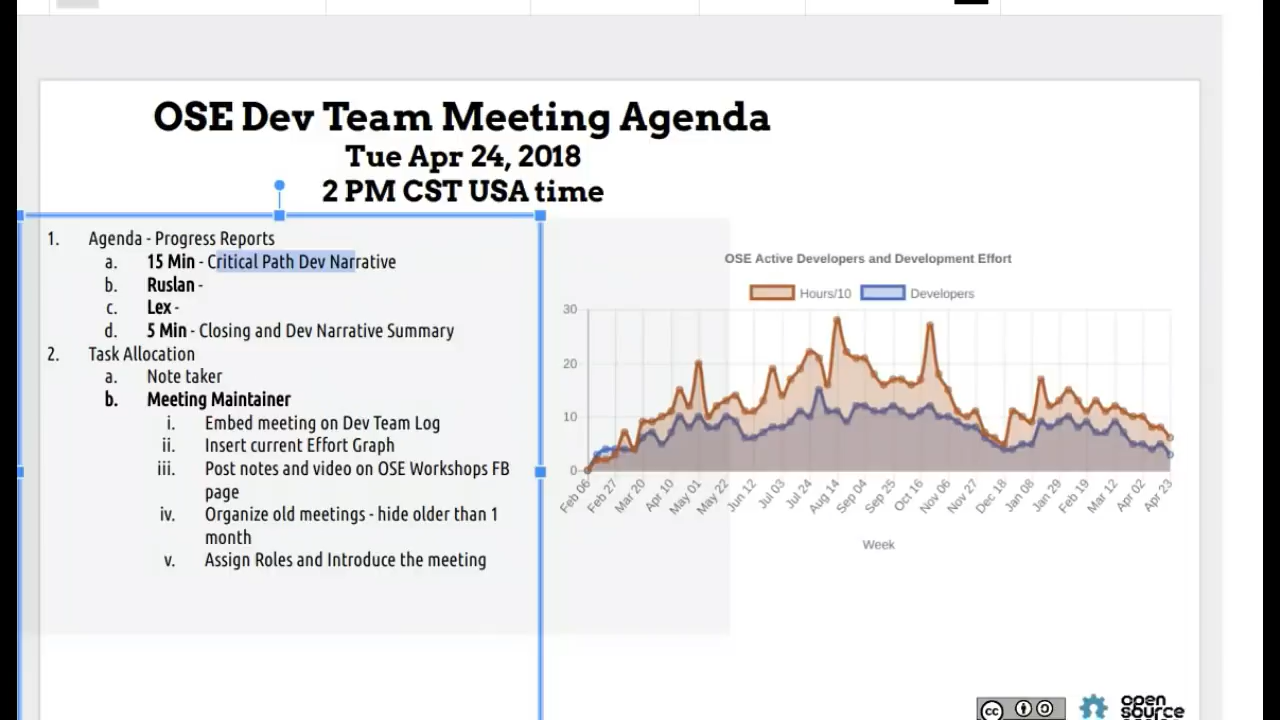 OSE Dev Team Meeting Agenda
Tue Apr 24, 2018
2 PM CST USA time
1. Agenda - Progress Reports
a. 15 Min - Critical Path Dev Narrative
b. Ruslan -
c. Lex -
d. 5 Min - Closing and Dev Narrative Summary
2. Task Allocation
a. Note taker
b. Meeting Maintainer
i. Embed meeting on Dev Team Log
ii. Insert current Effort Graph
iii. Post notes and video on OSE Workshops FB
page
iv. Organize old meetings - hide older than 1
month
v. Assign Roles and Introduce the meeting
OSE Active Developers and Development Effort
Hours/10 Developers
30
20
10
0
Feb 06 Feb 27 Mar 20 Apr 10 May 01 May 22 Jun 12 Jul 03 Jul 24 Aug 14 Sep 04 Sep 25 Oct 16 Nov 06 Nov 27 Dec 18 Jan 08 Jan 29 Feb 19 Mar 12 Apr 02 Apr 23
Week
cc
open
source